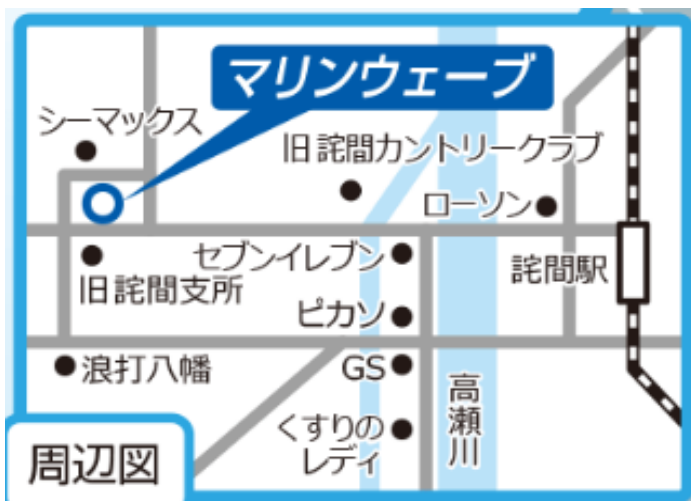 マリンウェーブ
シーマックス
旧詫間カントリークラブ
ローソン
セブンイレブン
詫間駅
旧詫間支所
ピカソ
浪打八幡
GS
高瀬川
くすりの
レディ
周辺図